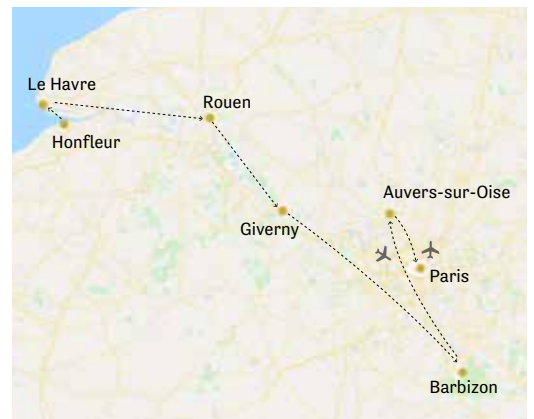 Le Havre
Rouen
Honfleur
Auvers-sur-Oise
Giverny
Paris
Barbizon